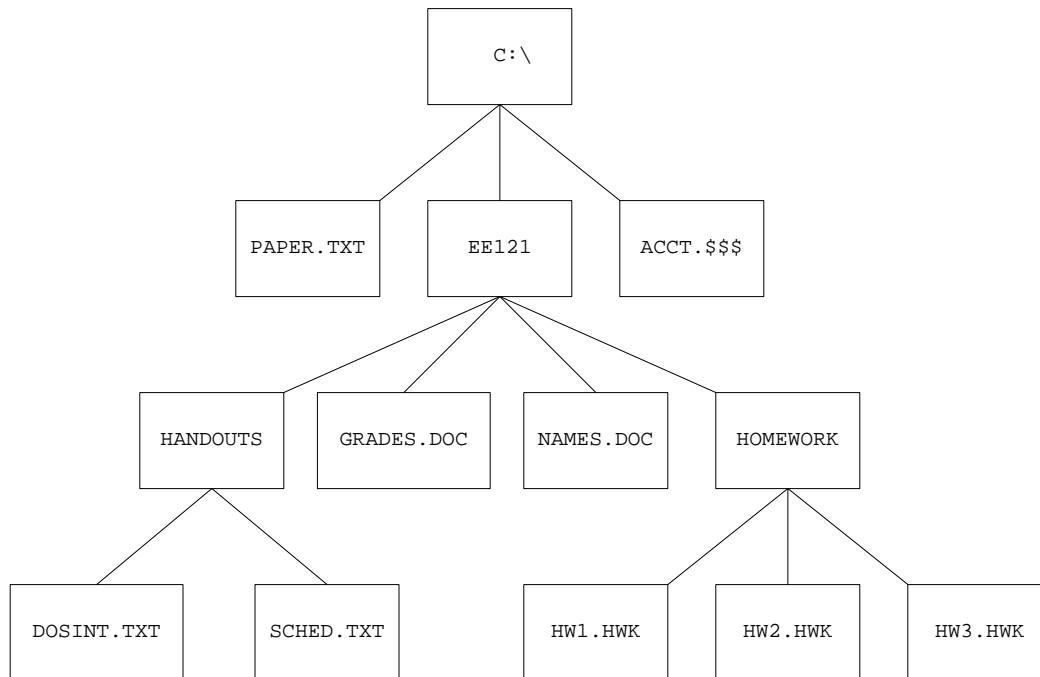 C:\
PAPER.TXT
EE121
ACCT.$$$
HANDOUTS
GRADES.DOC
NAMES.DOC
HOMEWORK
DOSINT.TXT
SCHED.TXT
HW1.HWK
HW2.HWK
HW3.HWK